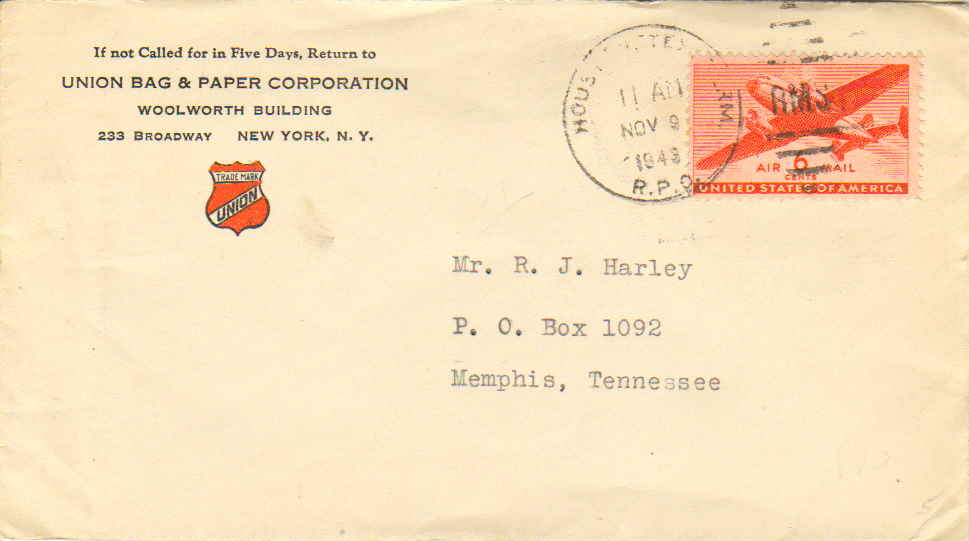 If not Called for in Five Days, Return to
UNION BAG & PAPER CORPORATION
WOOLWORTH BUILDING
233 BROADWAY NEW YORK, N. Y.
TRADE MARK
UNION
11 AM
NOV 9
R.P.O.
RMS
AIR 6 MAIL
CENTS
UNITED STATES OF AMERICA
Mr. R. J. Harley
P. O. Box 1092
Memphis, Tennessee